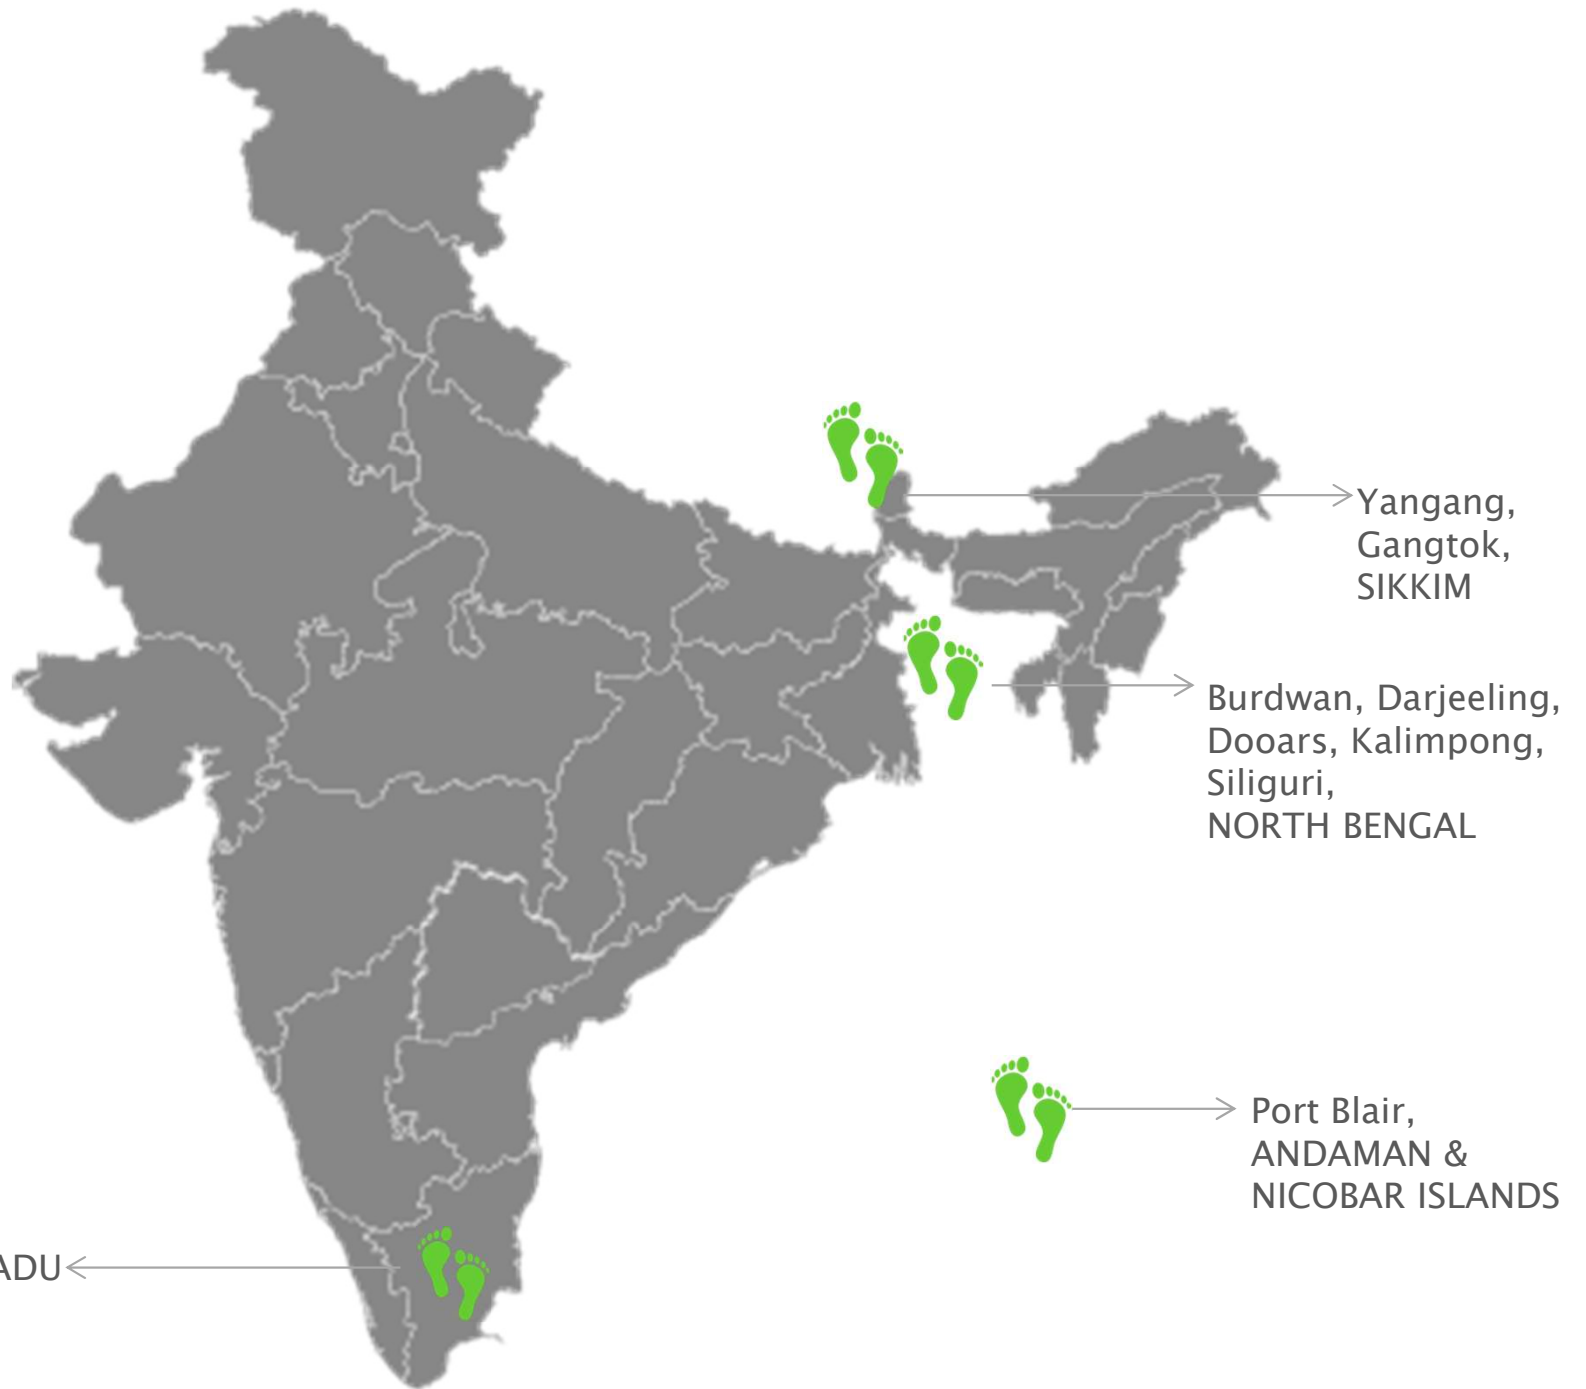 Yangang,
Gangtok,
SIKKIM
Burdwan, Darjeeling,
Dooars, Kalimpong,
Siliguri,
NORTH BENGAL
Port Blair,
ANDAMAN &
NICOBAR ISLANDS
ADU